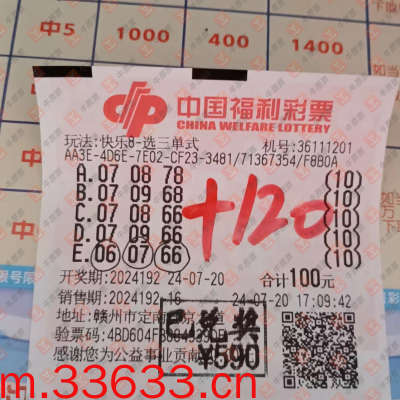 中5 1000 400 1400
中国福利彩票
CHINA WELFARE LOTTERY
玩法:快乐8-选三单式 机号:36111201
AA3E-4D6E-7E02-CF23-3481/71367354/F8B0A
A.07 08 78 (10)
B.07 09 68 (10)
C.07 08 66 (10)
D.07 09 66 (10)
E.06 07 66 (10)
+120
开奖期:2024192 24-07-20 合计100元
销售期:2024192-16 24-07-20 17:09:42
地址:赣州市定南
验票码:4BD604F
感谢您为公益事业贡献
已兑奖
¥590
m.33633.cn